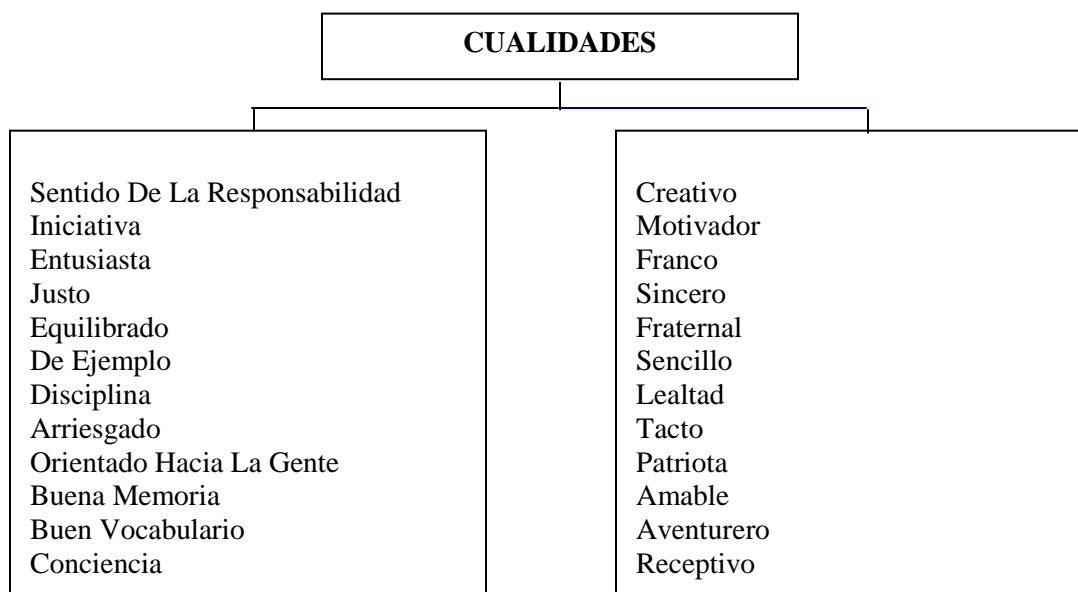 CUALIDADES
Sentido De La Responsabilidad
Iniciativa
Entusiasta
Justo
Equilibrado
De Ejemplo
Disciplina
Arriesgado
Orientado Hacia La Gente
Buena Memoria
Buen Vocabulario
Conciencia
Creativo
Motivador
Franco
Sincero
Fraternal
Sencillo
Lealtad
Tacto
Patriota
Amable
Aventurero
Receptivo